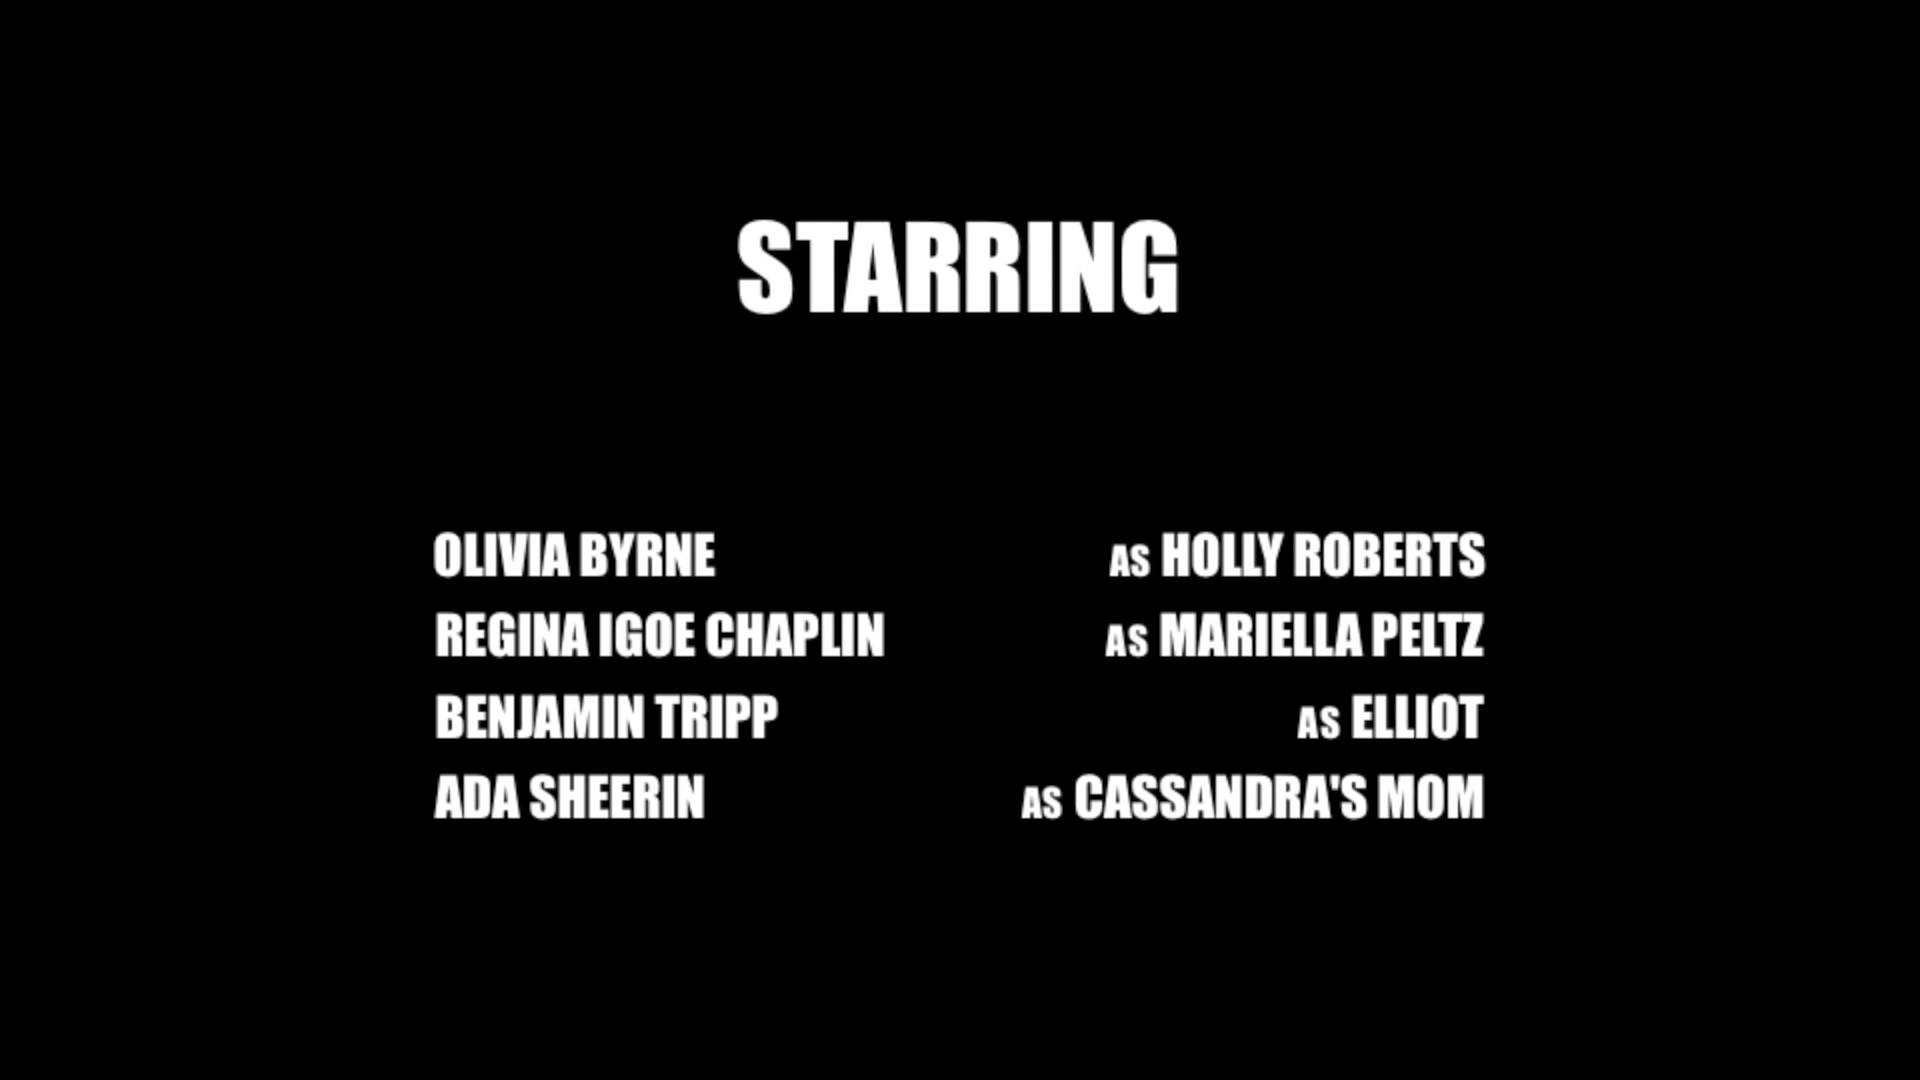 STARRING
OLIVIA BYRNE AS HOLLY ROBERTS
REGINA IGOE CHAPLIN AS MARIELLA PELTZ
BENJAMIN TRIPP AS ELLIOT
ADA SHEERIN AS CASSANDRA'S MOM